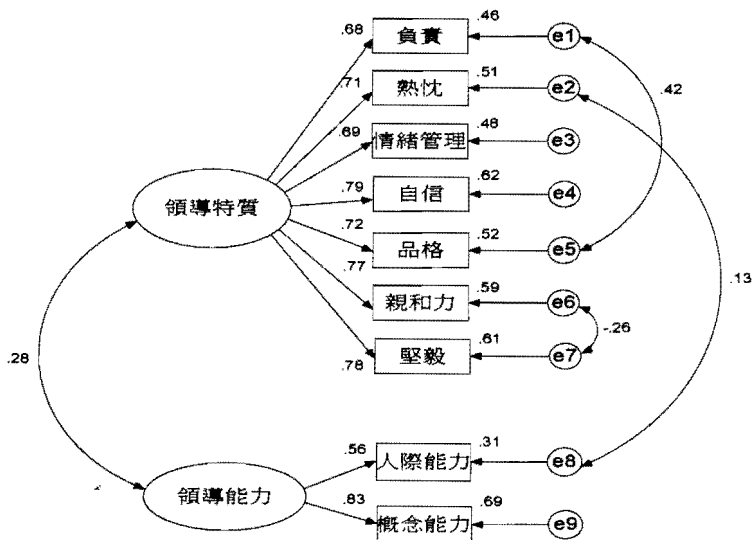 .68
負責
.46
e1
.71
熱忱
.51
e2
.42
.69
情緒管理
.48
e3
領導特質
.79
自信
.62
e4
.72
品格
.52
e5
.77
親和力
.59
e6
.13
-.26
.78
堅毅
.61
e7
.28
.56
人際能力
.31
e8
領導能力
.83
概念能力
.69
e9